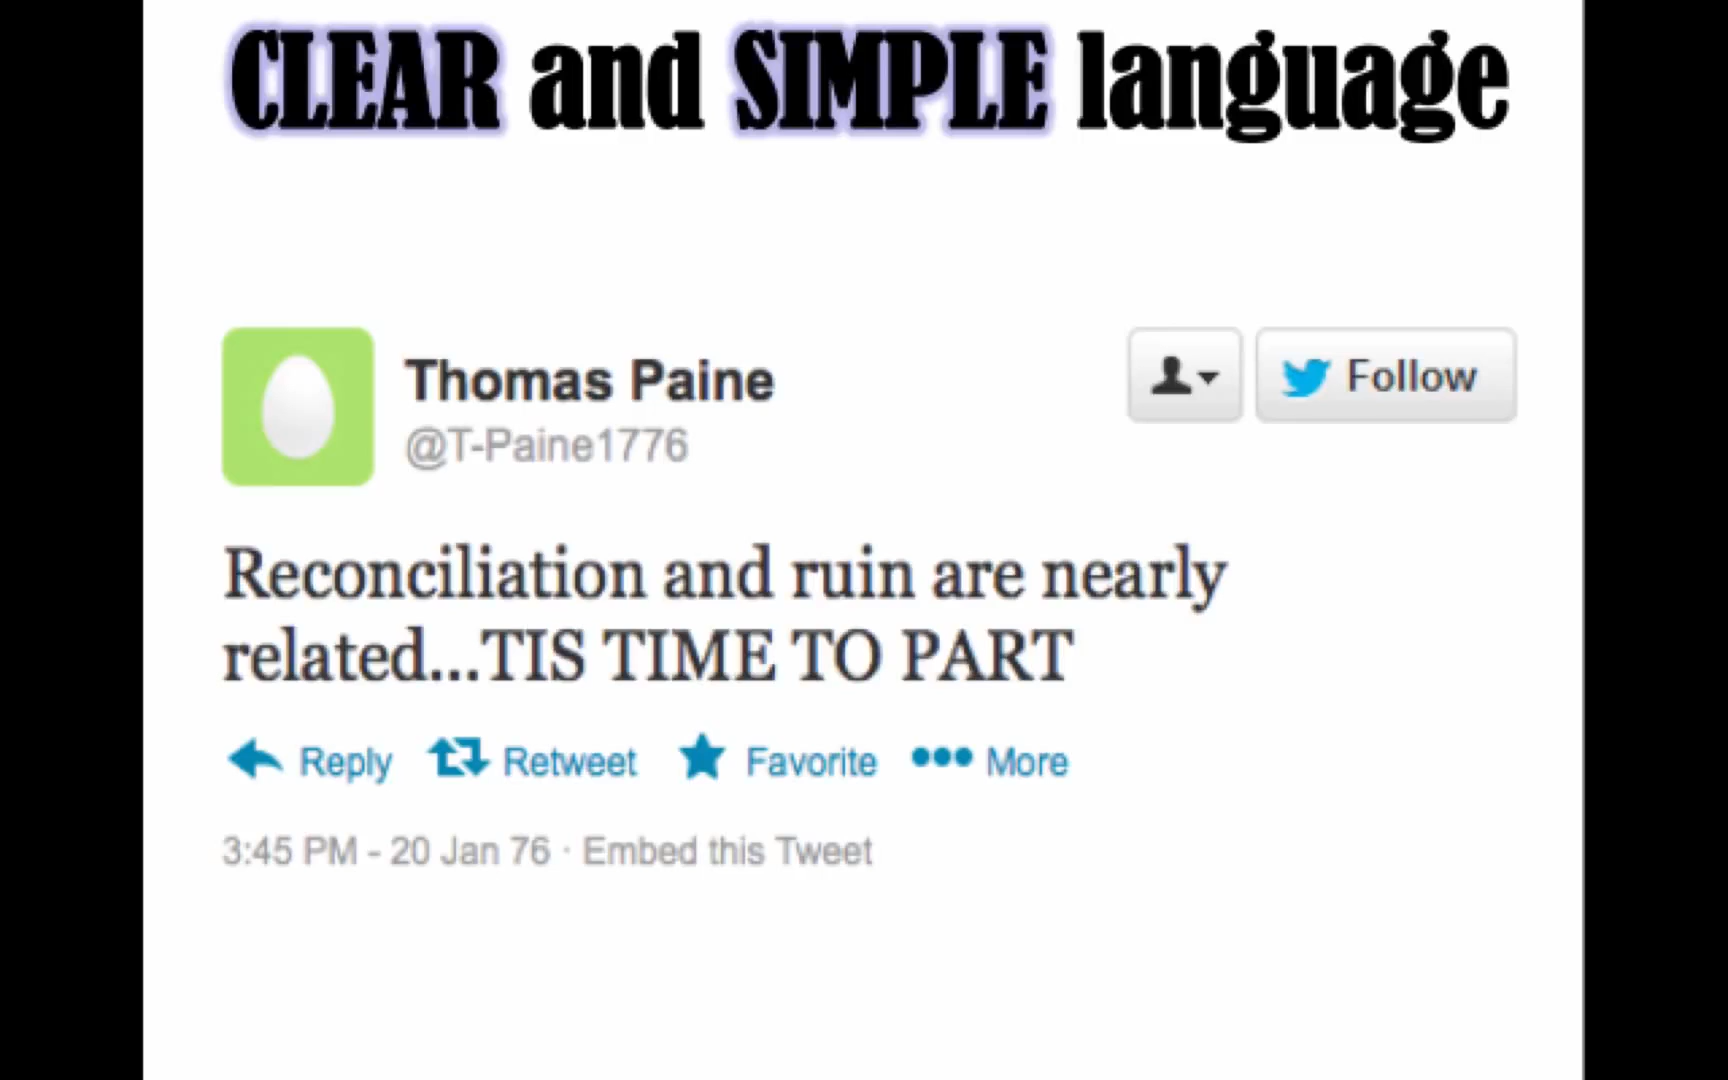 CLEAR and SIMPLE language
Thomas Paine
Follow
@T-Paine1776
Reconciliation and ruin are nearly
related...TIS TIME TO PART
Reply Retweet Favorite More
3:45 PM - 20 Jan 76 · Embed this Tweet